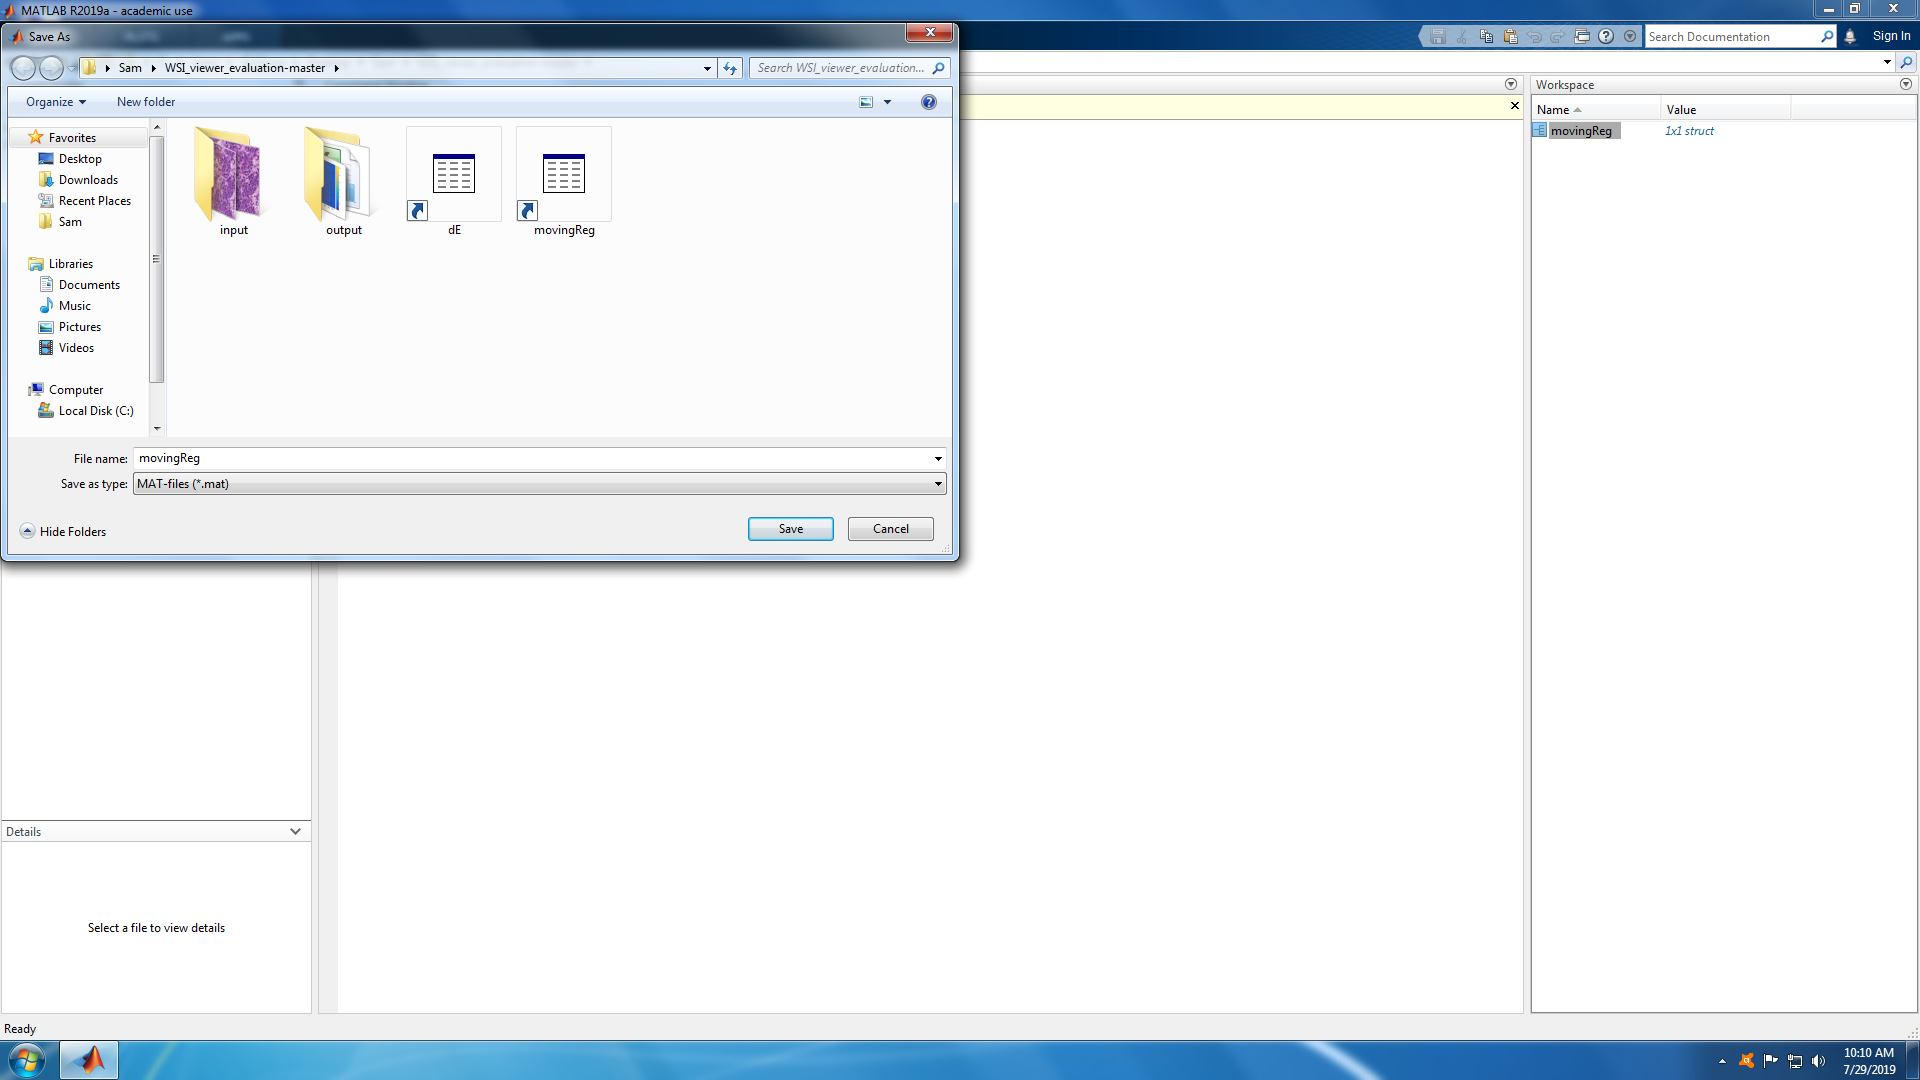 MATLAB R2019a - academic use
Save As
Search Documentation
Sign In
Sam
WSI_viewer_evaluation-master
Search WSI_viewer_evaluation...
Organize
New folder
Workspace
Name
Value
movingReg
1x1 struct
Favorites
Desktop
Downloads
Recent Places
Sam
Libraries
Documents
Music
Pictures
Videos
Computer
Local Disk (C:)
input
output
dE
movingReg
File name:
movingReg
Save as type:
MAT-files (*.mat)
Hide Folders
Save
Cancel
Details
Select a file to view details
Ready
10:10 AM
7/29/2019